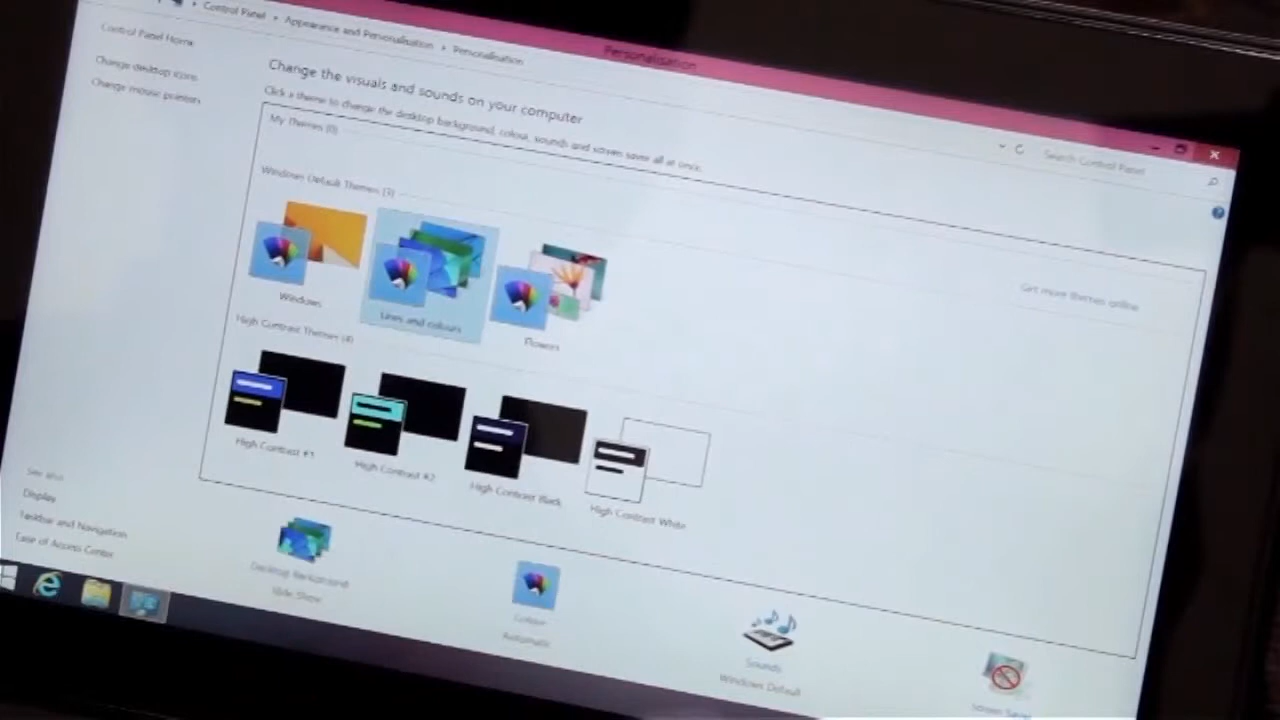 Personalisation
Control Panel ▸ Appearance and Personalisation ▸ Personalisation
Search Control Panel
Control Panel Home
Change desktop icons
Change mouse pointers
Change the visuals and sounds on your computer
Click a theme to change the desktop background, colour, sounds and screen saver all at once.
My Themes (0)
Get more themes online
Windows Default Themes (3)
Windows
Lines and colours
Flowers
High Contrast Themes (4)
High Contrast #1
High Contrast #2
High Contrast Black
High Contrast White
See also
Display
Taskbar and Navigation
Ease of Access Center
Desktop Background
Slide Show
Colour
Automatic
Sounds
Windows Default
Screen Saver